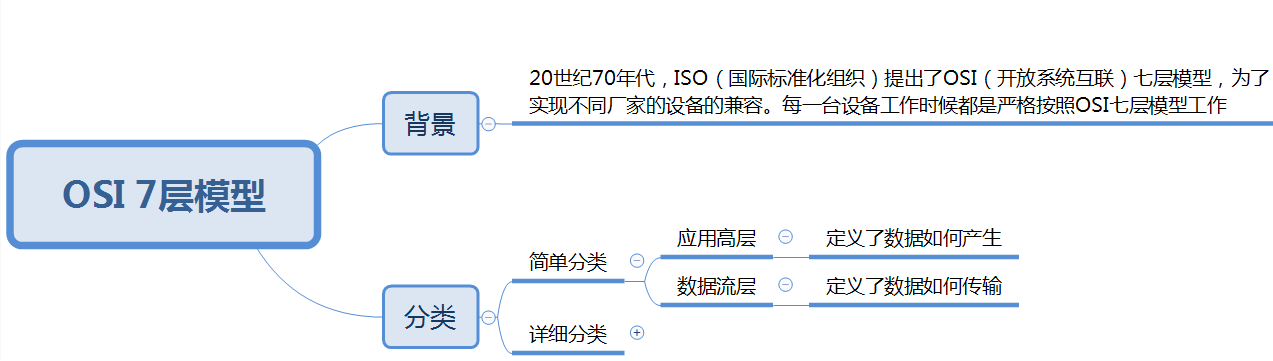 OSI 7层模型
背景
20世纪70年代，ISO（国际标准化组织）提出了OSI（开放系统互联）七层模型，为了
实现不同厂家的设备的兼容。每一台设备工作时候都是严格按照OSI七层模型工作
分类
简单分类
应用高层
定义了数据如何产生
数据流层
定义了数据如何传输
详细分类